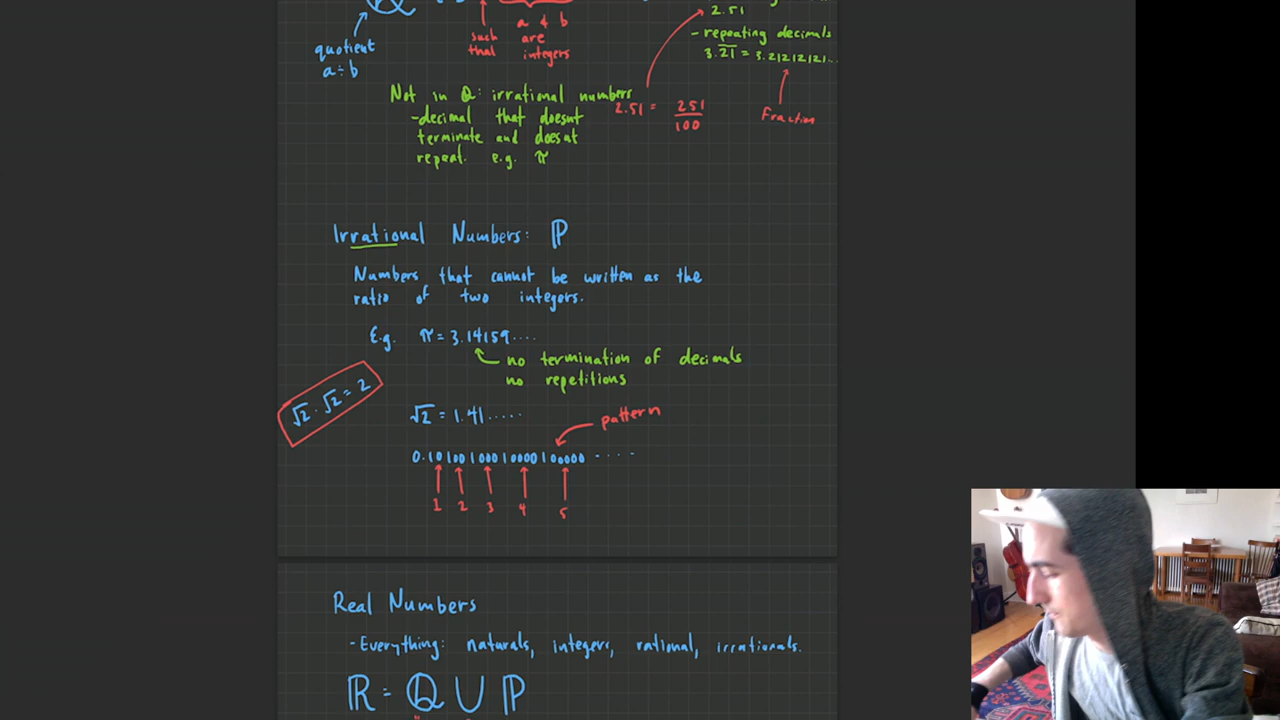 2.51
- repeating decimals
3.21 = 3.21212121...
quotient
a ÷ b
such
that
a & b
are
integers
Not in ℚ: irrational numbers
-decimal that doesnt
terminate and doesnt
repeat. e.g. π
2.51 = 251
100
Fraction
Irrational Numbers: ℙ
Numbers that cannot be written as the
ratio of two integers.
E.g. π = 3.14159....
no termination of decimals
no repetitions
√2 · √2 = 2
√2 = 1.41.....
pattern
0.10100100010000100000 ....
1 2 3 4 5
Real Numbers
- Everything: naturals, integers, rational, irrationals.
ℝ = ℚ ∪ ℙ